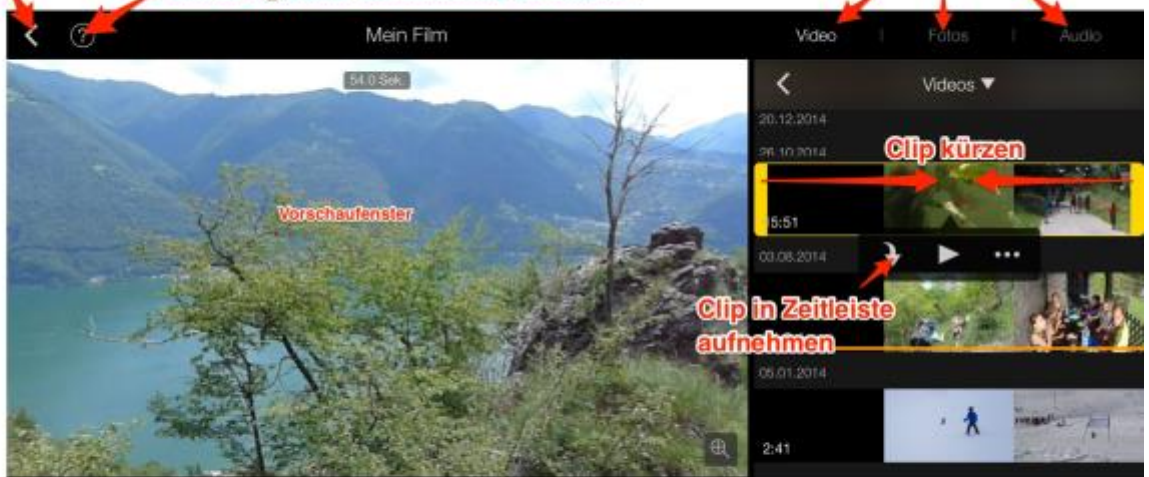 ?
Mein Film
Video | Fotos | Audio
54.0 Sek.
Videos ▼
20.12.2014
26.10.2014
Clip kürzen
Vorschaufenster
15:51
03.08.2014
•••
Clip in Zeitleiste
aufnehmen
05.01.2014
2:41